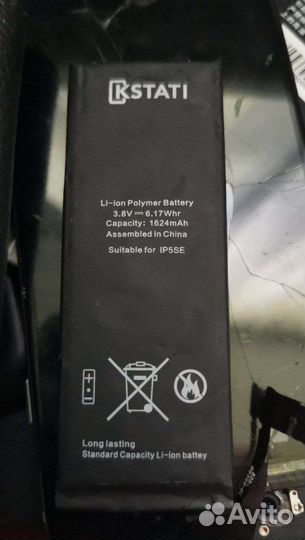 KSTATI
Li-ion Polymer Battery
3.8V ⎓ 6.17Whr
Capacity: 1624mAh
Assembled in China
Suitable for IP5SE
Long lasting
Standard Capacity Li-ion battey
Avito